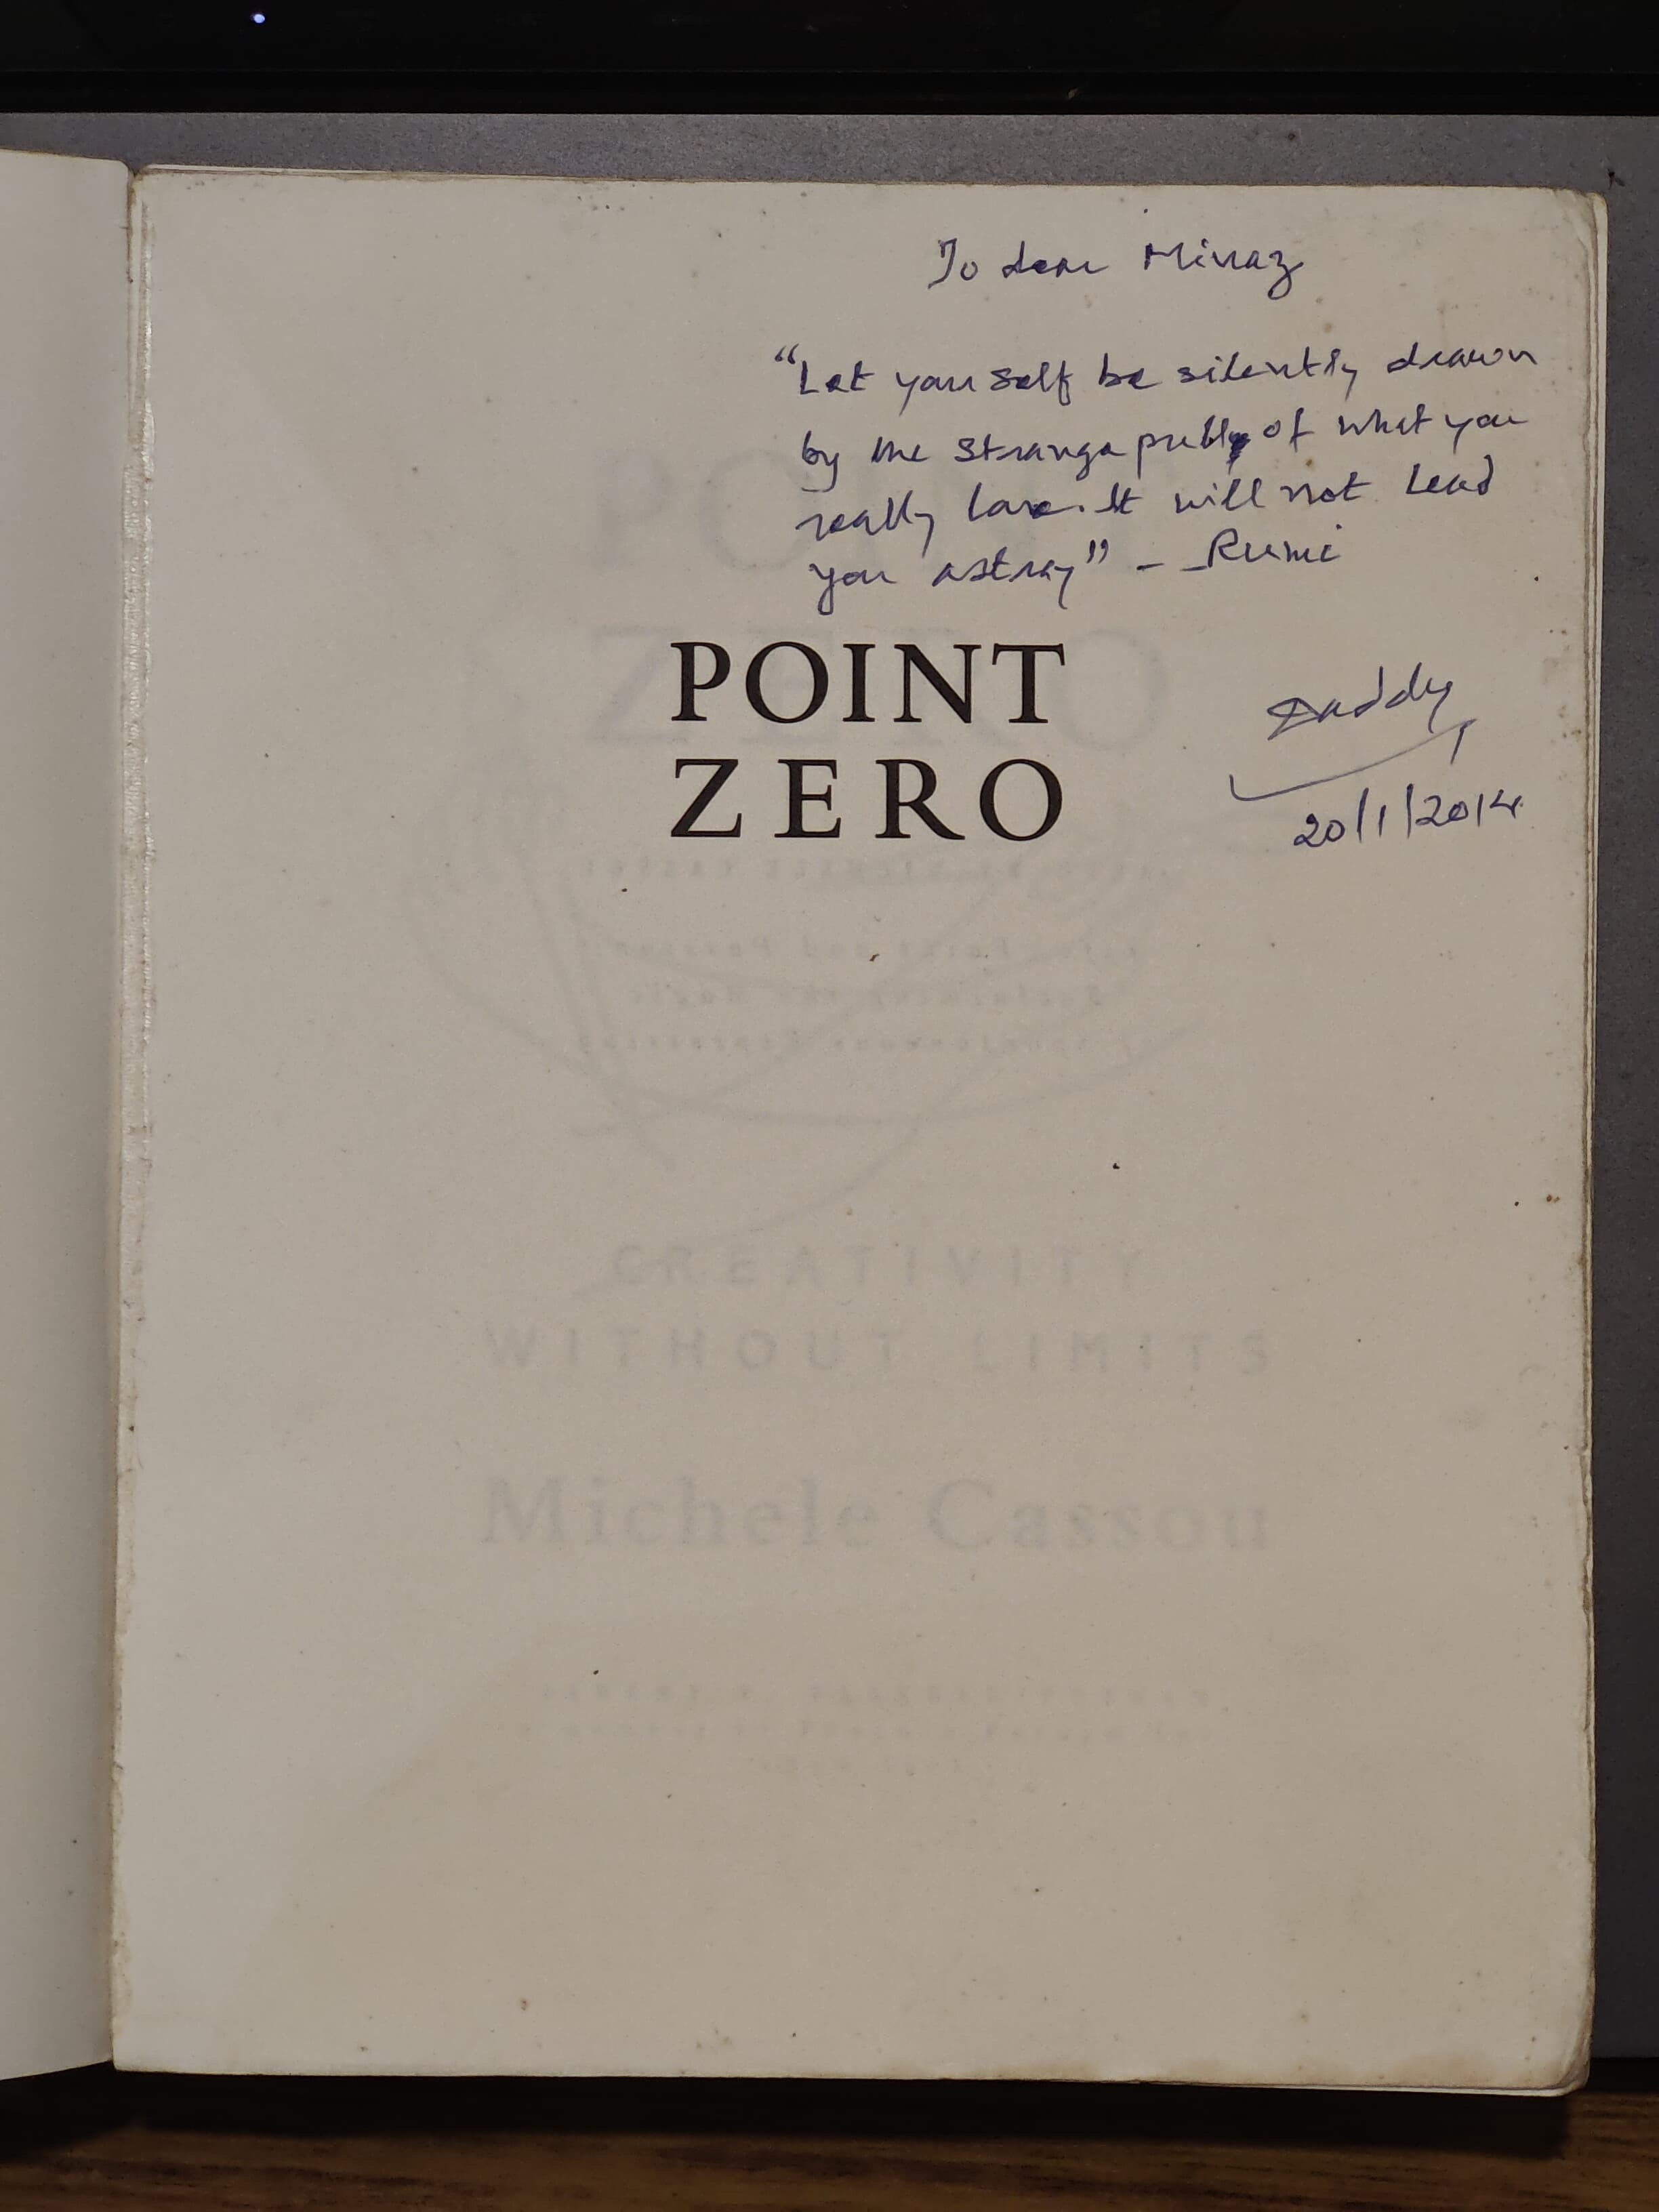 To dear Minaz
"Let yourself be silently drawn
by the strange pull of what you
really love. It will not lead
you astray" - - Rumi
POINT
ZERO
Daddy
20/1/2014
CREATIVITY
WITHOUT LIMITS
Michele Cassou